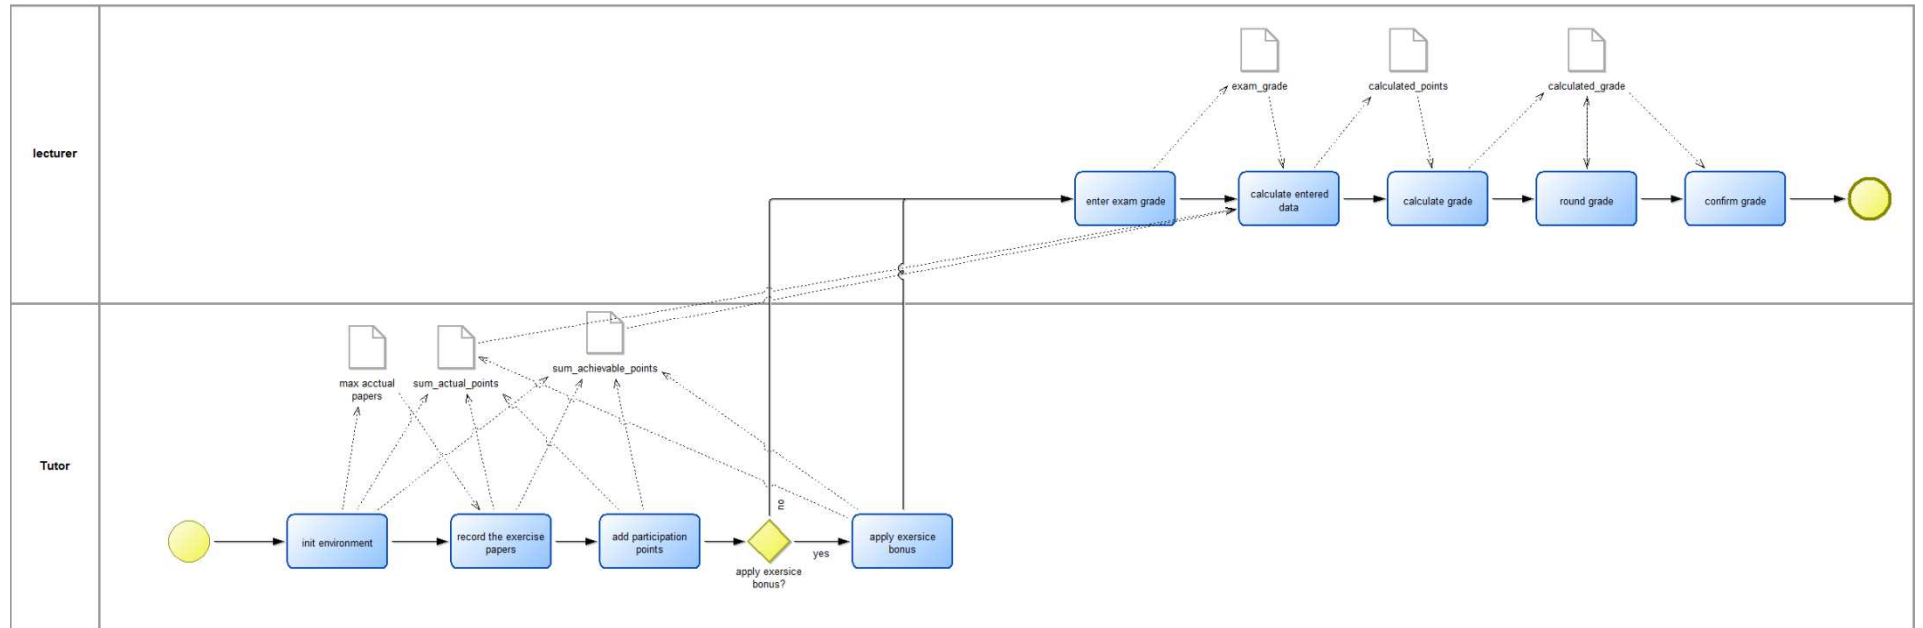 lecturer
exam_grade
calculated_points
calculated_grade
enter exam grade
calculate entered
data
calculate grade
round grade
confirm grade
Tutor
max acctual
papers
sum_actual_points
sum_achievable_points
init environment
record the exercise
papers
add participation
points
no
yes
apply exersice
bonus?
apply exersice
bonus